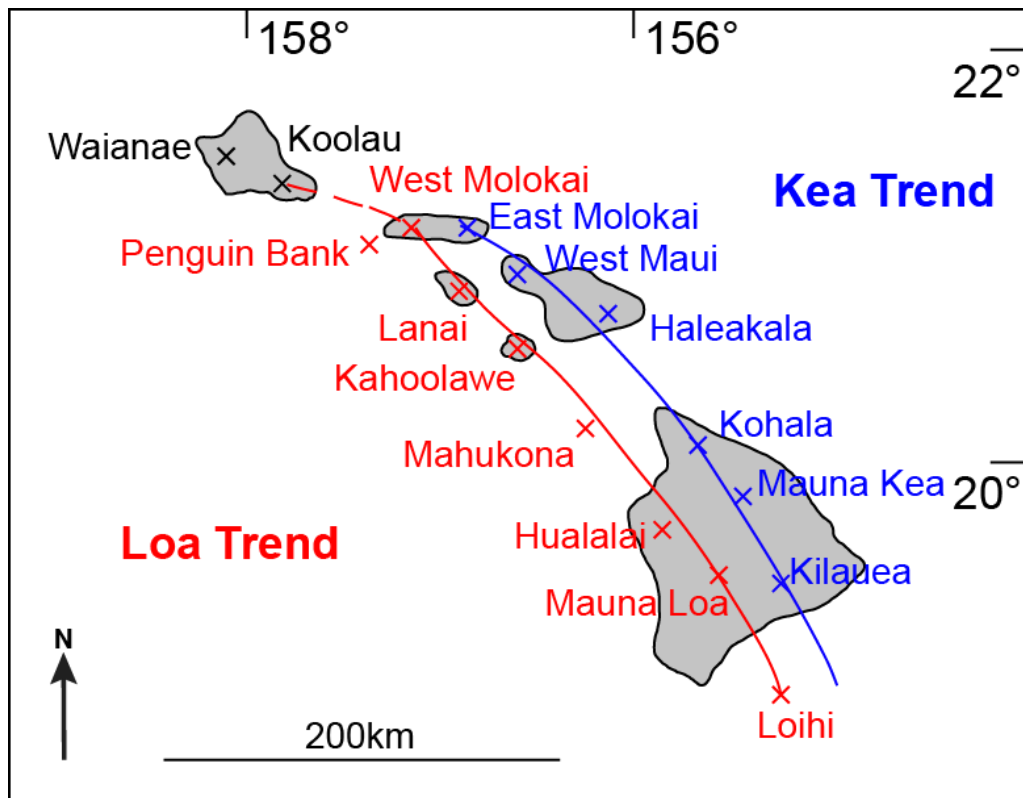 158°
156°
22°
Waianae
Koolau
West Molokai
Kea Trend
East Molokai
Penguin Bank
West Maui
Lanai
Haleakala
Kahoolawe
Kohala
Mahukona
Mauna Kea
20°
Loa Trend
Hualalai
Kilauea
Mauna Loa
N
Loihi
200km